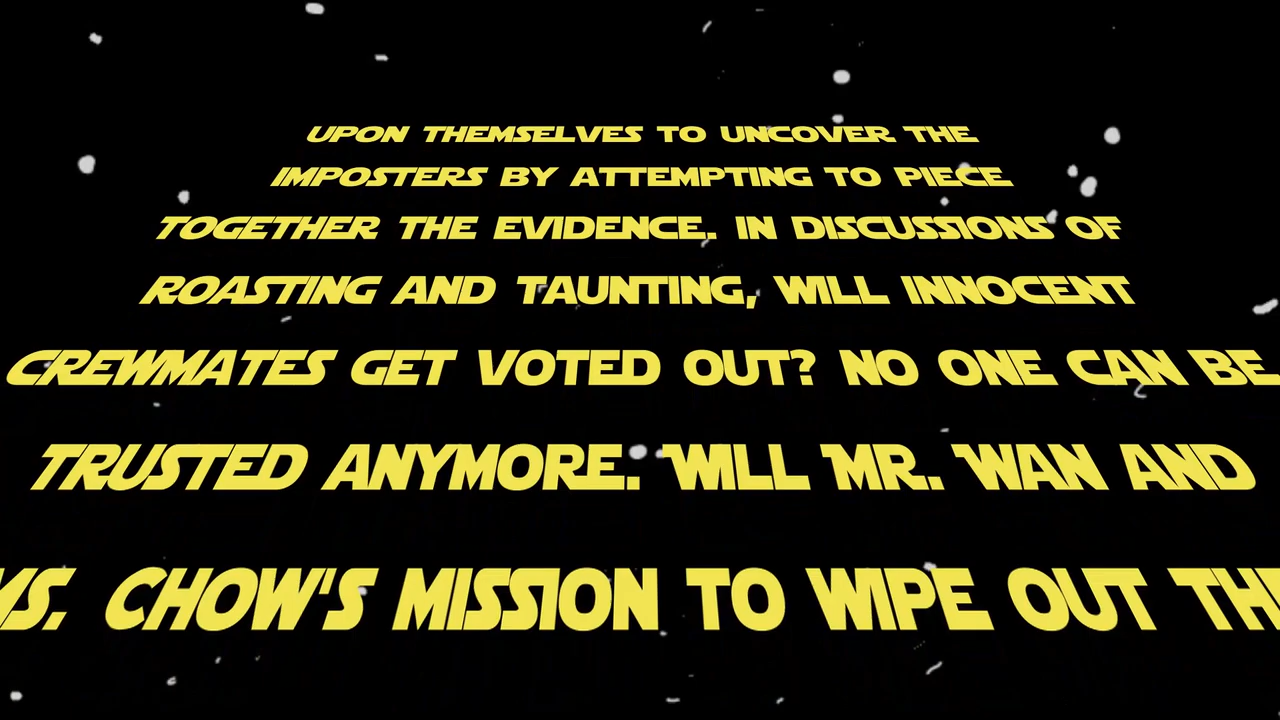 UPON THEMSELVES TO UNCOVER THE
IMPOSTERS BY ATTEMPTING TO PIECE
TOGETHER THE EVIDENCE. IN DISCUSSIONS OF
ROASTING AND TAUNTING, WILL INNOCENT
CREWMATES GET VOTED OUT? NO ONE CAN BE
TRUSTED ANYMORE. WILL MR. WAN AND
MS. CHOW'S MISSION TO WIPE OUT THE